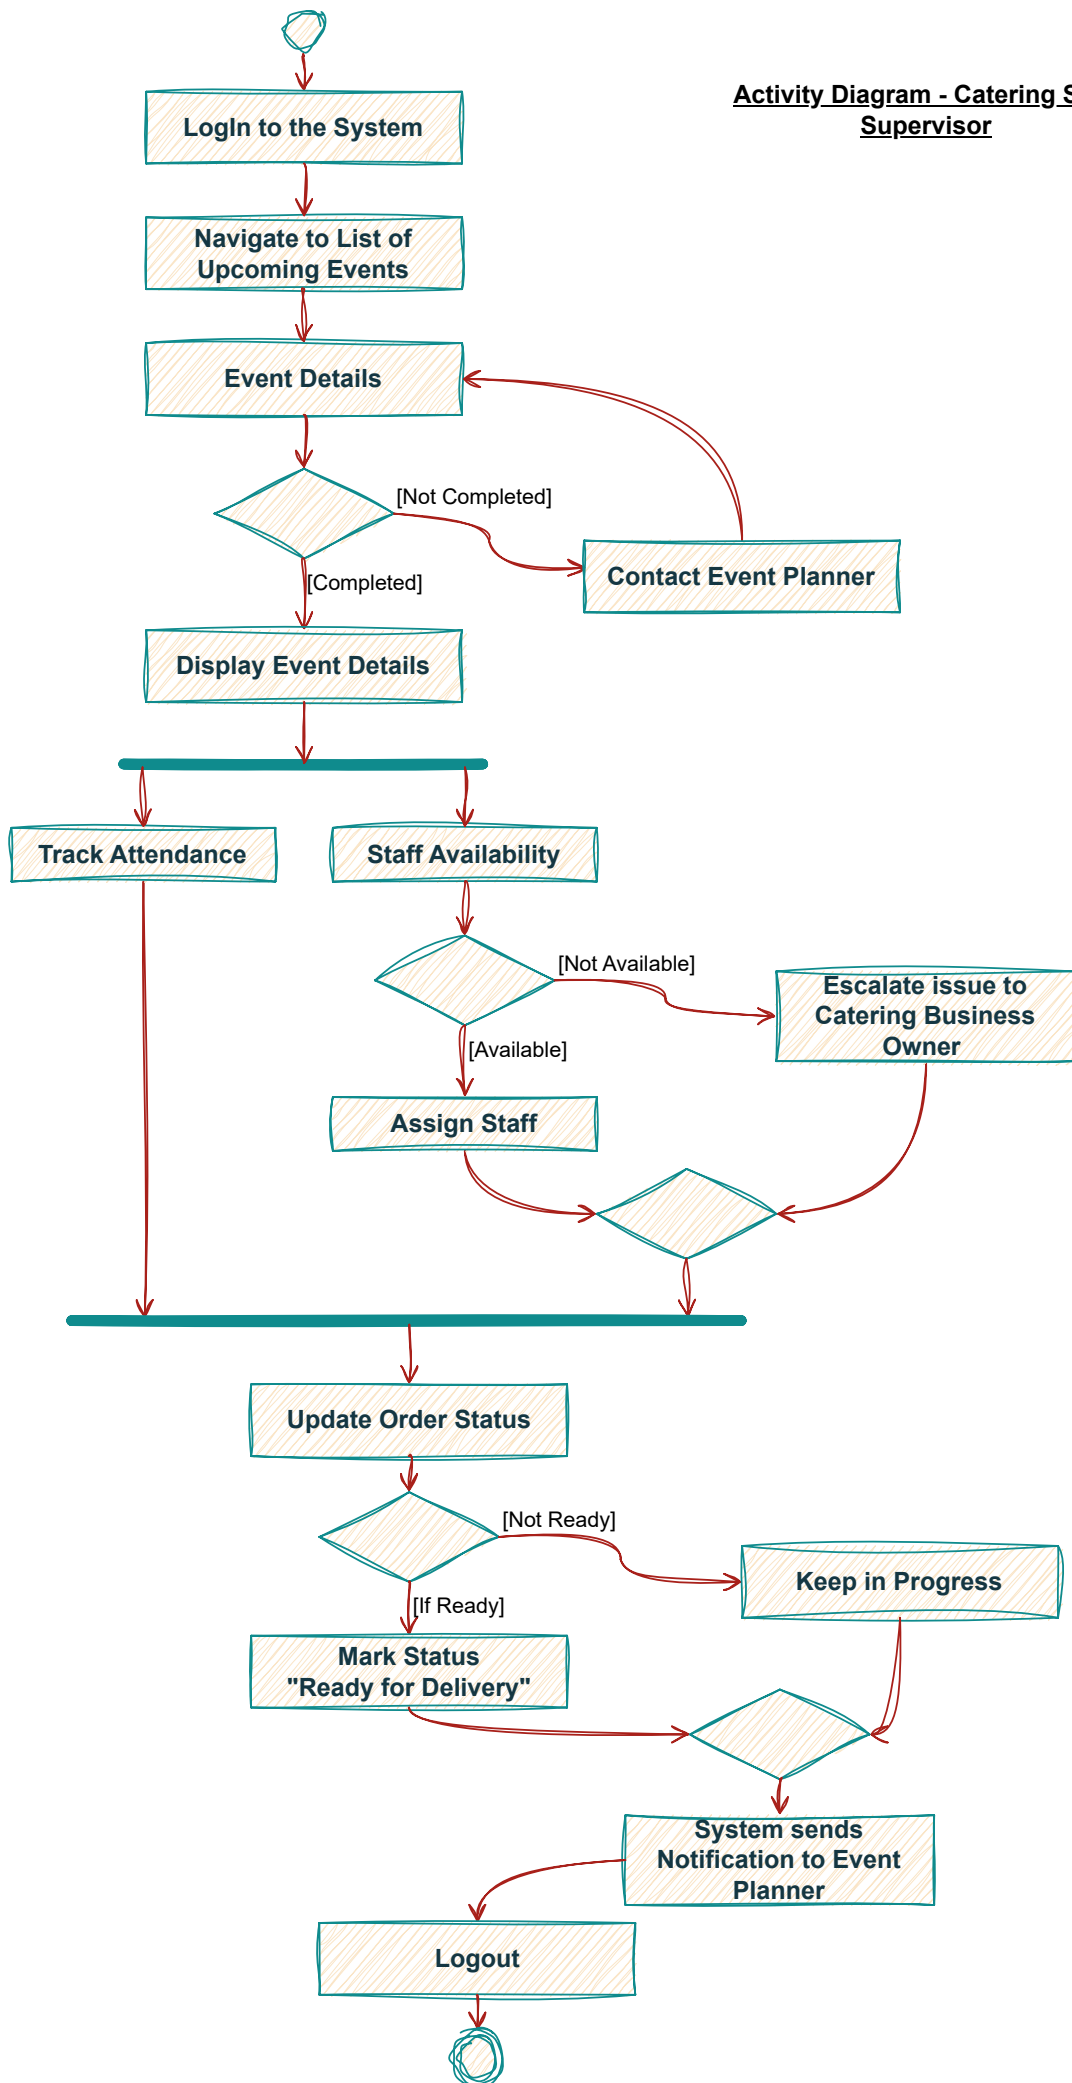 Activity Diagram - Catering S
Supervisor
LogIn to the System
Navigate to List of
Upcoming Events
Event Details
[Not Completed]
Contact Event Planner
[Completed]
Display Event Details
Track Attendance
Staff Availability
[Not Available]
Escalate issue to
Catering Business
Owner
[Available]
Assign Staff
Update Order Status
[Not Ready]
Keep in Progress
[If Ready]
Mark Status
"Ready for Delivery"
System sends
Notification to Event
Planner
Logout